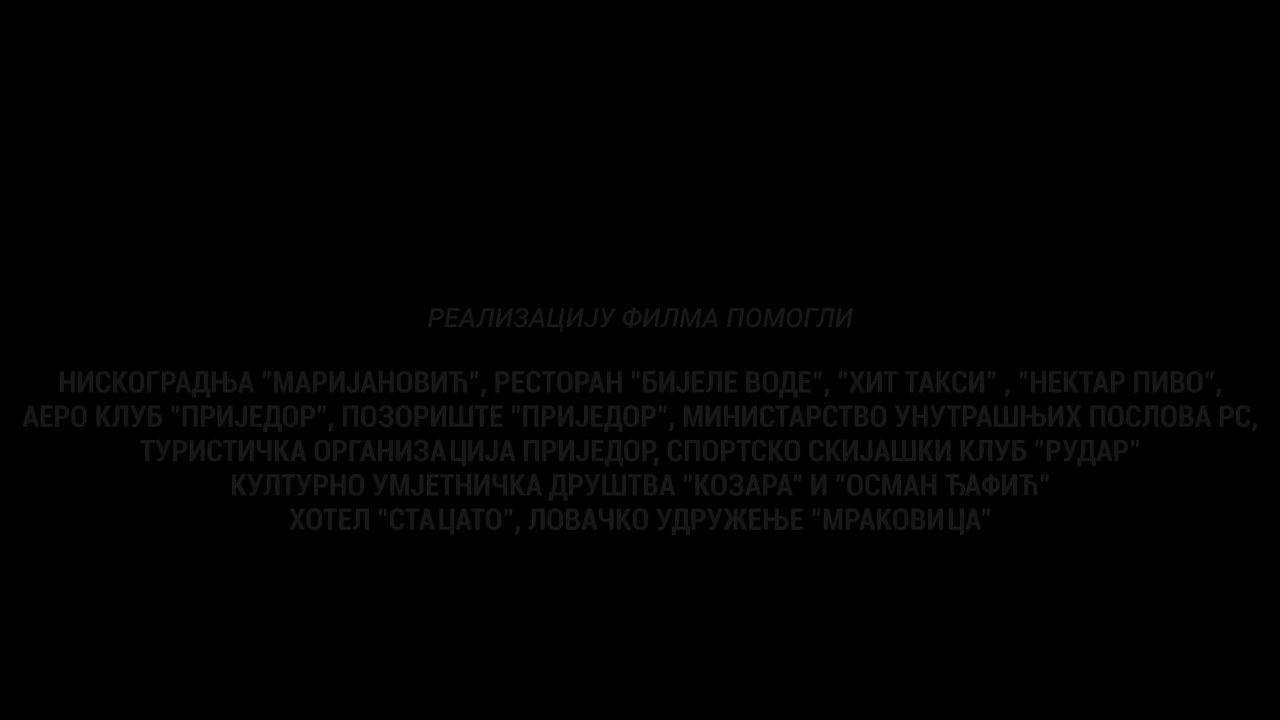 РЕАЛИЗАЦИЈУ ФИЛМА ПОМОГЛИ
НИСКОГРАДЊА "МАРИЈАНОВИЋ", РЕСТОРАН "БИЈЕЛЕ ВОДЕ", "ХИТ ТАКСИ" , "НЕКТАР ПИВО",
АЕРО КЛУБ "ПРИЈЕДОР", ПОЗОРИШТЕ "ПРИЈЕДОР", МИНИСТАРСТВО УНУТРАШЊИХ ПОСЛОВА РС,
ТУРИСТИЧКА ОРГАНИЗАЦИЈА ПРИЈЕДОР, СПОРТСКО СКИЈАШКИ КЛУБ "РУДАР"
КУЛТУРНО УМЈЕТНИЧКА ДРУШТВА "КОЗАРА" И "ОСМАН ЂАФИЋ"
ХОТЕЛ "СТАЦАТО", ЛОВАЧКО УДРУЖЕЊЕ "МРАКОВИЦА"